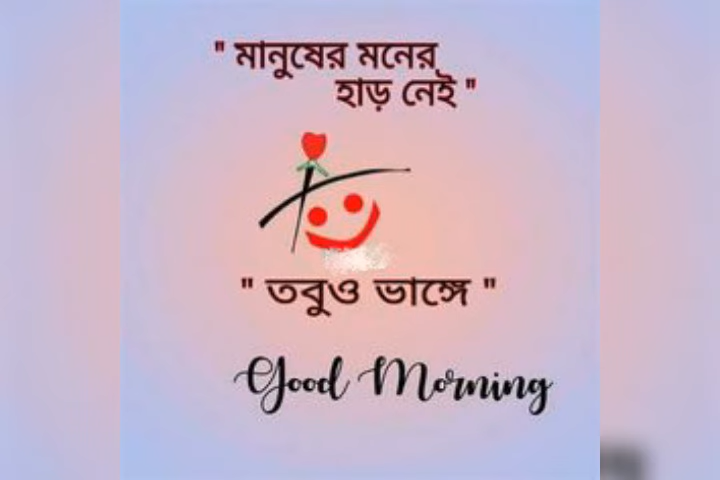 " মানুষের মনের
হাড় নেই "
" তবুও ভাঙ্গে "
Good Morning